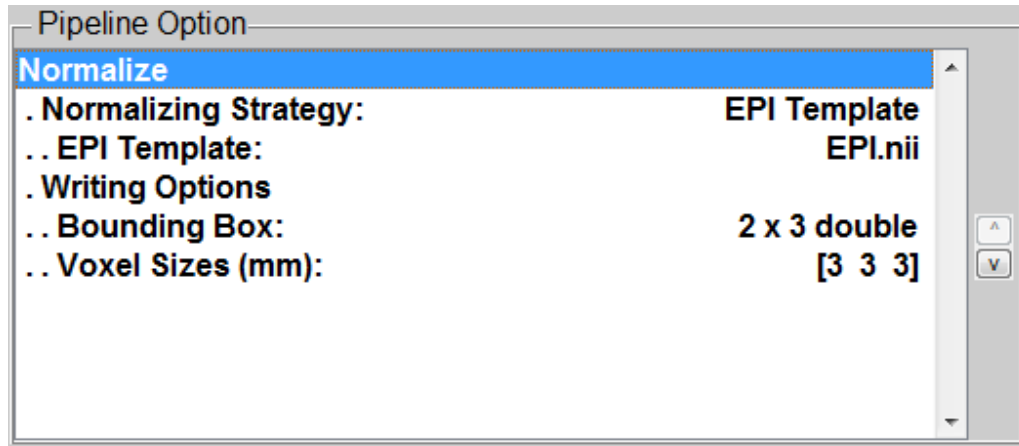 Pipeline Option
Normalize
. Normalizing Strategy: EPI Template
. . EPI Template: EPI.nii
. Writing Options
. . Bounding Box: 2 x 3 double
. . Voxel Sizes (mm): [3 3 3]
^
v